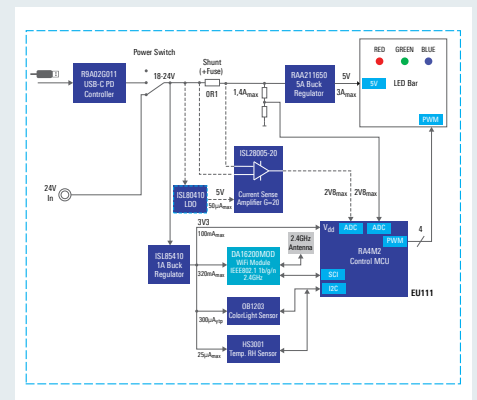 R9A02G011
USB-C PD
Controller
Power Switch
18-24V
Shunt
(+Fuse)
0R1
1,4Amax
RAA211650
5A Buck
Regulator
5V
3Amax
RED GREEN BLUE
5V
LED Bar
PWM
24V
In
ISL80410
LDO
5V
50µAmax
ISL28005-20
Current Sense
Amplifier G=20
2V8max
2V8max
4
ISL85410
1A Buck
Regulator
3V3
100mAmax
320mAmax
300µAytp
25µAmax
DA16200MOD
WiFi Module
IEEE802.1 1b/g/n
2.4GHz
2.4GHz
Antenna
OB1203
ColorLight Sensor
HS3001
Temp. RH Sensor
Vdd
ADC
ADC
PWM
RA4M2
Control MCU
SCI
I2C
EU111